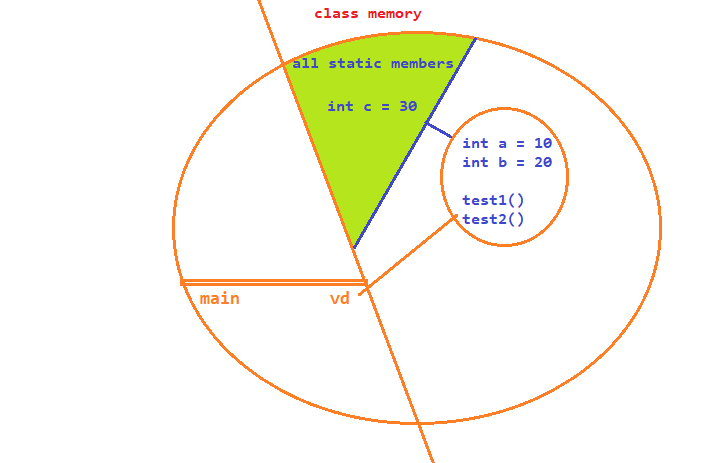 class memory
all static members
int c = 30
int a = 10
int b = 20
test1()
test2()
main
vd